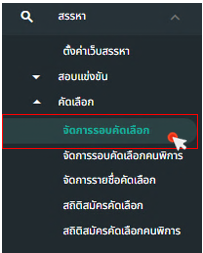 สรรหา
ตั้งค่าเว็บสรรหา
สอบแข่งขัน
คัดเลือก
จัดการรอบคัดเลือก
จัดการรอบคัดเลือกคนพิการ
จัดการรายชื่อคัดเลือก
สถิติสมัครคัดเลือก
สถิติสมัครคัดเลือกคนพิการ